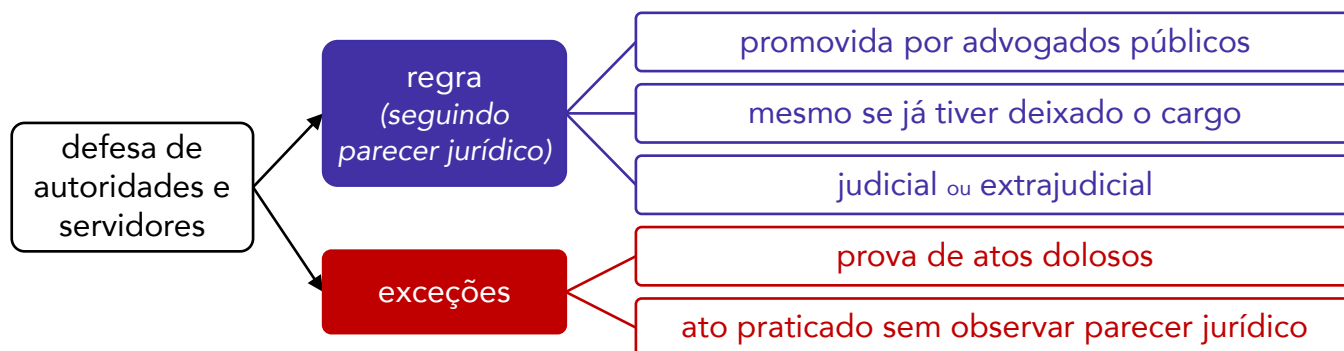 defesa de
autoridades e
servidores
regra
(seguindo
parecer jurídico)
promovida por advogados públicos
mesmo se já tiver deixado o cargo
judicial ou extrajudicial
exceções
prova de atos dolosos
ato praticado sem observar parecer jurídico